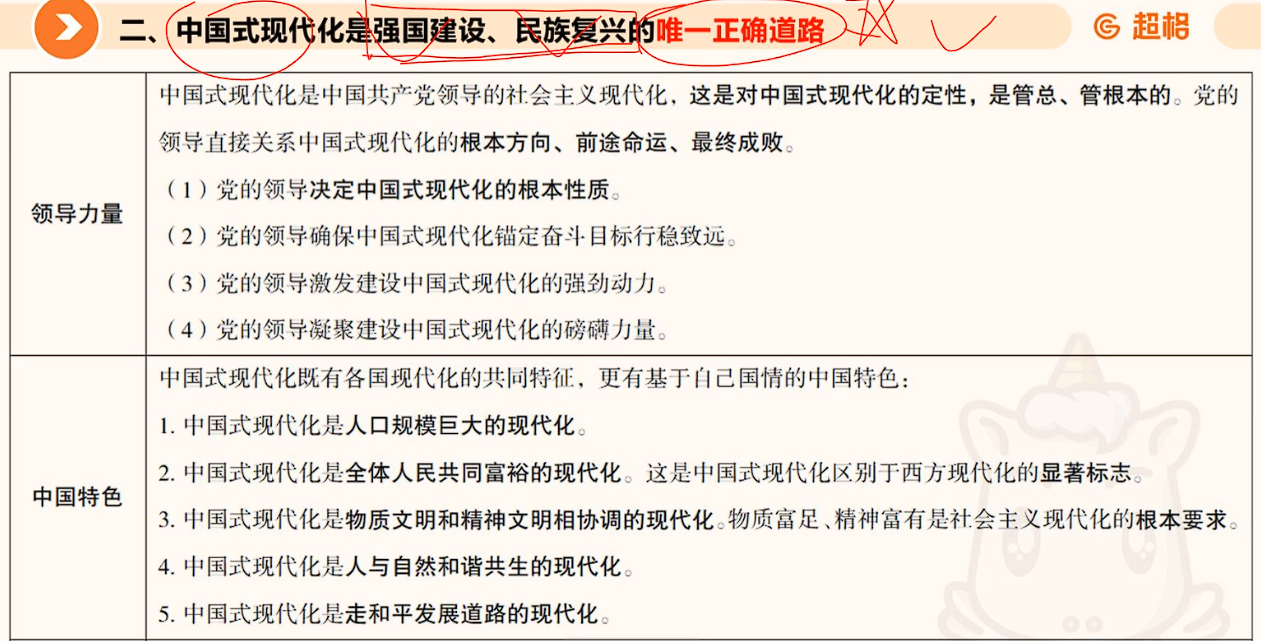 二、中国式现代化是强国建设、民族复兴的唯一正确道路
超格
领导力量
中国式现代化是中国共产党领导的社会主义现代化，这是对中国式现代化的定性，是管总、管根本的。党的
领导直接关系中国式现代化的根本方向、前途命运、最终成败。
（1）党的领导决定中国式现代化的根本性质。
（2）党的领导确保中国式现代化锚定奋斗目标行稳致远。
（3）党的领导激发建设中国式现代化的强劲动力。
（4）党的领导凝聚建设中国式现代化的磅礴力量。
中国特色
中国式现代化既有各国现代化的共同特征，更有基于自己国情的中国特色：
1. 中国式现代化是人口规模巨大的现代化。
2. 中国式现代化是全体人民共同富裕的现代化。这是中国式现代化区别于西方现代化的显著标志。
3. 中国式现代化是物质文明和精神文明相协调的现代化。物质富足、精神富有是社会主义现代化的根本要求。
4. 中国式现代化是人与自然和谐共生的现代化。
5. 中国式现代化是走和平发展道路的现代化。